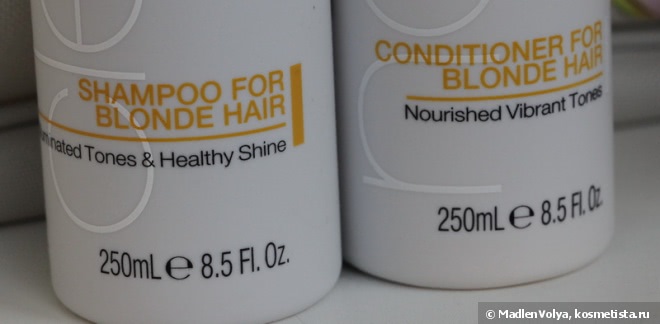 SHAMPOO FOR
BLONDE HAIR
Tones & Healthy Shine
250mL e 8.5 Fl. Oz.
CONDITIONER FOR
BLONDE HAIR
Nourished Vibrant Tones
250mL e 8.5 Fl. Oz.
© MadlenVolya, kosmetista.ru